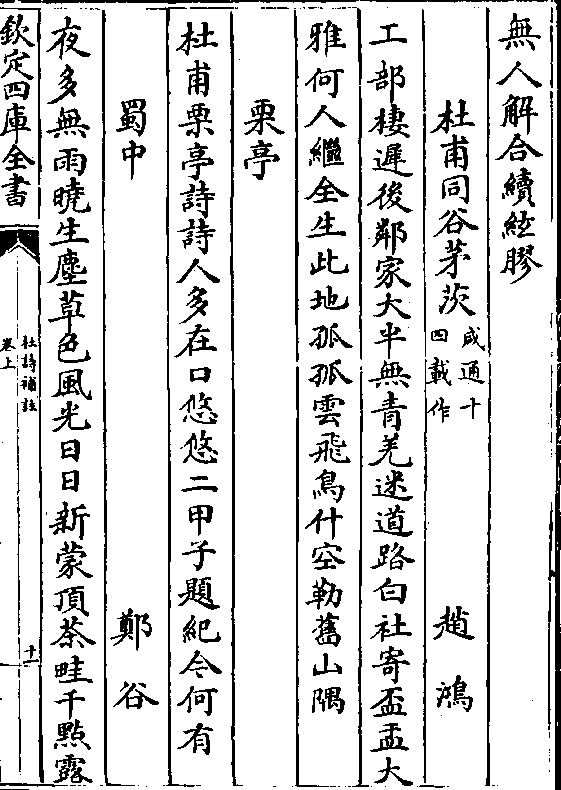 無人解合續絃膠
杜甫同谷茅茨咸通十四載作 趙鴻
工部棲遲後鄰家大半無青羌迷道路白社寄盃盂大
雅何人繼全生此地孤孤雲飛鳥什空勒舊山隅
栗亭
杜甫栗亭詩詩人多在口悠悠二甲子題紀今何有
蜀中 鄭谷
夜多無雨曉生塵草色風光日日新蒙頂茶畦千點露
欽定四庫全書
杜詩補註
卷上
十一